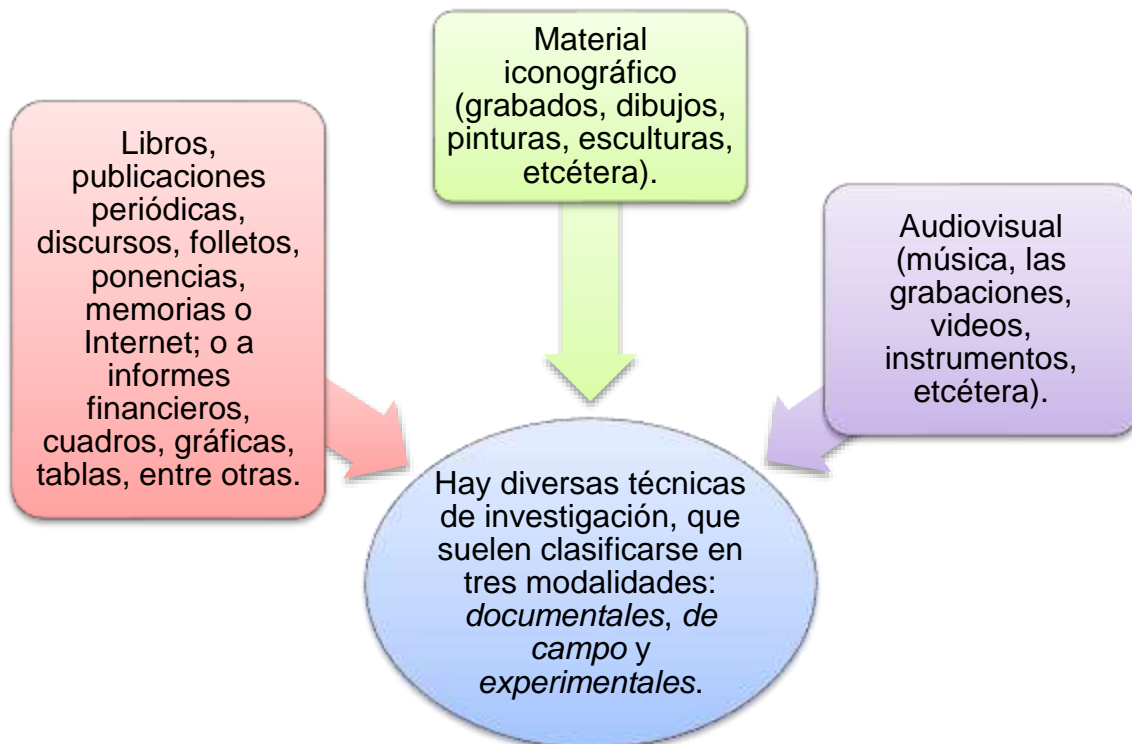 Libros,
publicaciones
periódicas,
discursos, folletos,
ponencias,
memorias o
Internet; o a
informes
financieros,
cuadros, gráficas,
tablas, entre otras.
Material
iconográfico
(grabados, dibujos,
pinturas, esculturas,
etcétera).
Audiovisual
(música, las
grabaciones,
videos,
instrumentos,
etcétera).
Hay diversas técnicas
de investigación, que
suelen clasificarse en
tres modalidades:
documentales, de
campo y
experimentales.